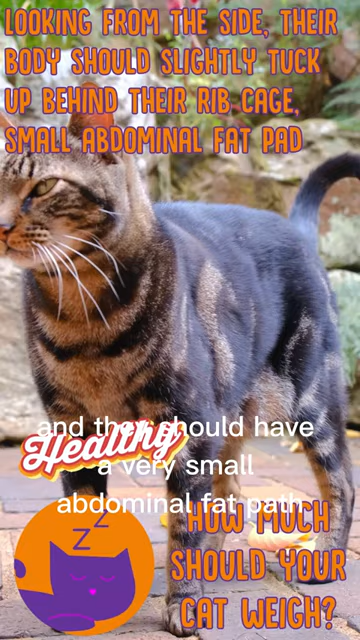 LOOKING FROM THE SIDE, THEIR
BODY SHOULD SLIGHTLY TUCK
UP BEHIND THEIR RIB CAGE,
SMALL ABDOMINAL FAT PAD
and they should have
Healthy
a very small
abdominal fat path
Z
Z
HOW MUCH
SHOULD YOUR
CAT WEIGH?